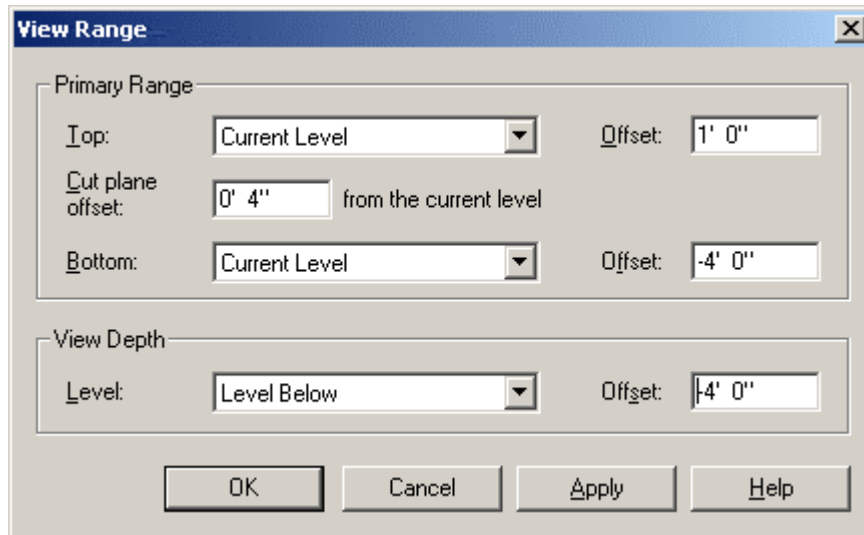 View Range
Primary Range
Top: Current Level Offset: 1' 0"
Cut plane offset: 0' 4" from the current level
Bottom: Current Level Offset: -4' 0"
View Depth
Level: Level Below Offset: -4' 0"
OK Cancel Apply Help